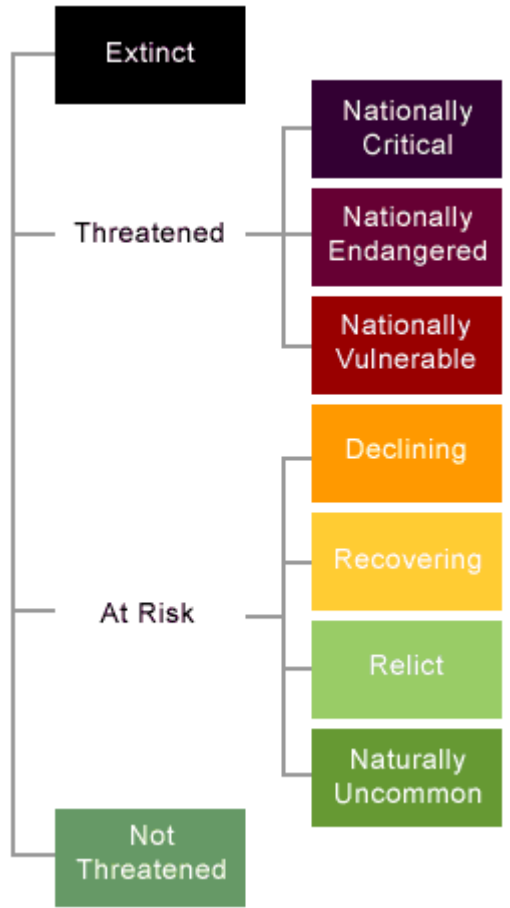 Extinct
Nationally
Critical
Threatened
Nationally
Endangered
Nationally
Vulnerable
Declining
Recovering
At Risk
Relict
Naturally
Uncommon
Not
Threatened